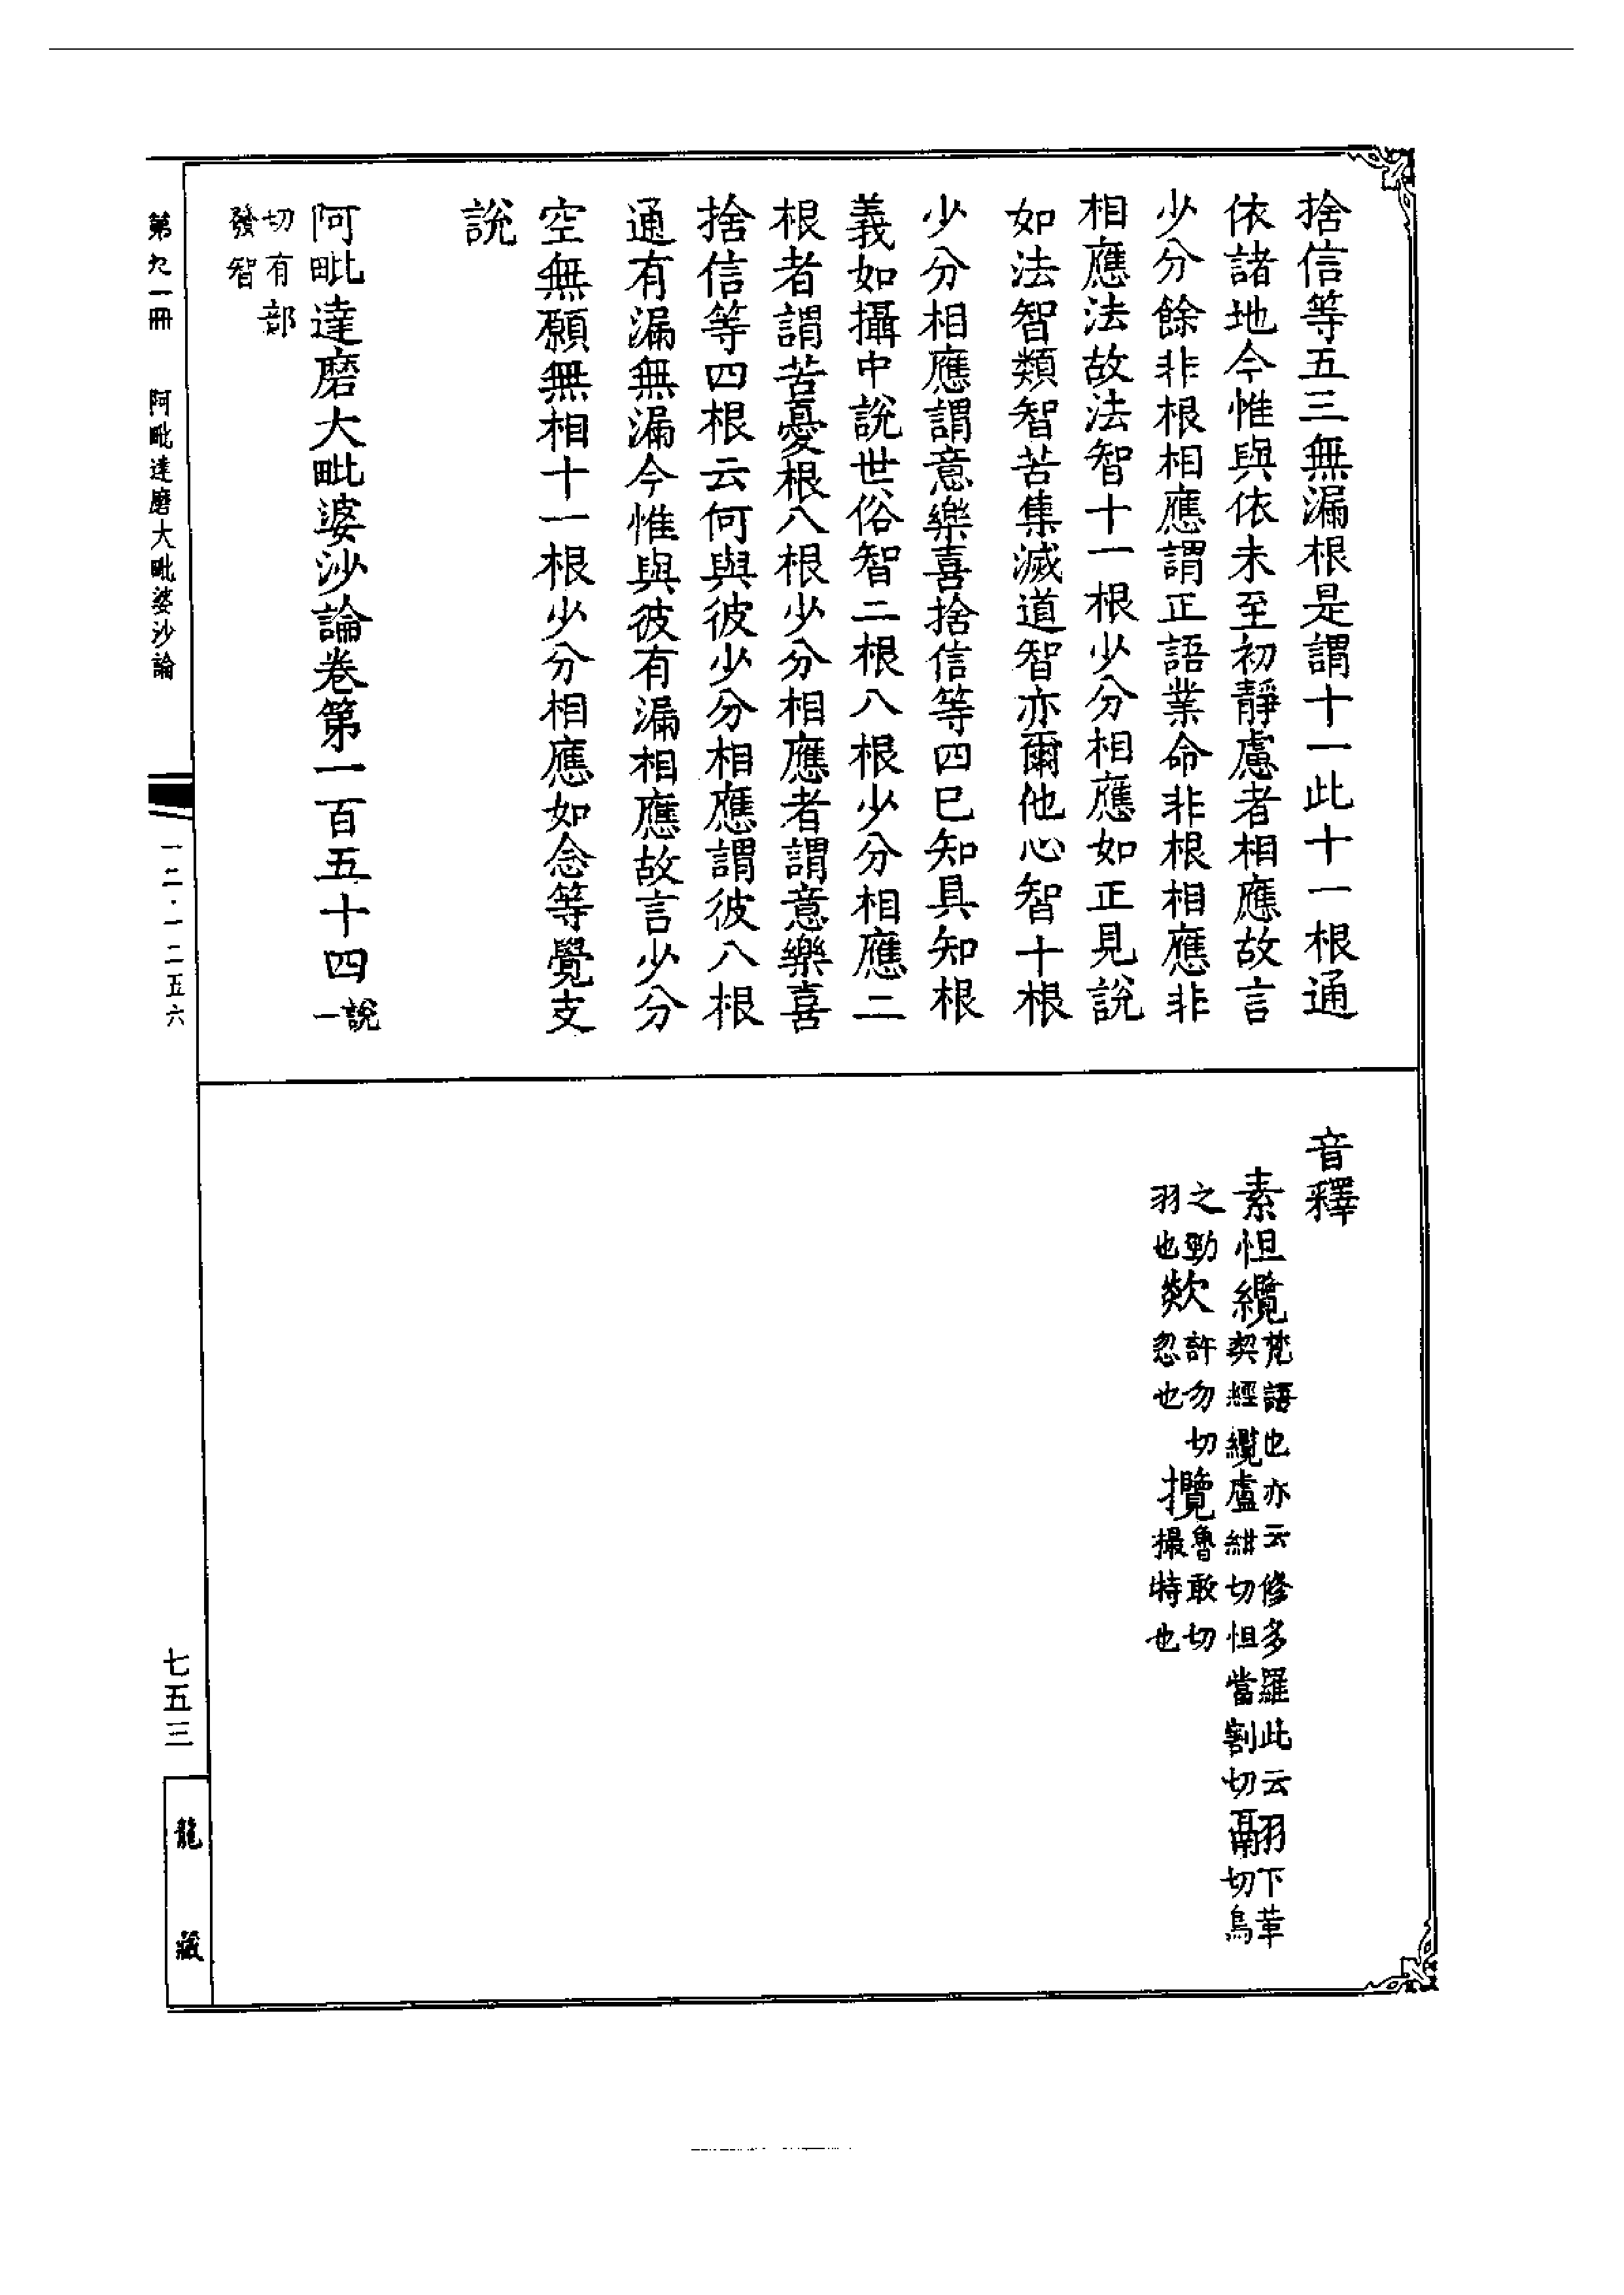 捨信等五三無漏根是謂十一此十一根通
依諸地今惟與依未至初靜慮者相應故言
少分餘非根相應謂正語業命非根相應非
相應法故法智十一根少分相應如正見說
如法智類智苦集滅道智亦爾他心智十根
少分相應謂意樂喜捨信等四已知具知根
義如攝中說世俗智二根八根少分相應二
根者謂苦憂根八根少分相應者謂意樂喜
捨信等四根云何與彼少分相應謂彼八根
通有漏無漏今惟與彼有漏相應故言少分
空無願無相十一根少分相應如念等覺支
說
阿毗達磨大毗婆沙論卷第一百五十四說一
切有部
發智
音釋
素怛纜梵語也亦云修多羅此云
契經纜盧紺切怛當割切翮下革切鳥
之勁
羽也欻許勿切
忽也攬魯敢切
撮持也
第九一冊
阿毗達磨大毗婆沙論
一二·一二五六
七五三
龍藏